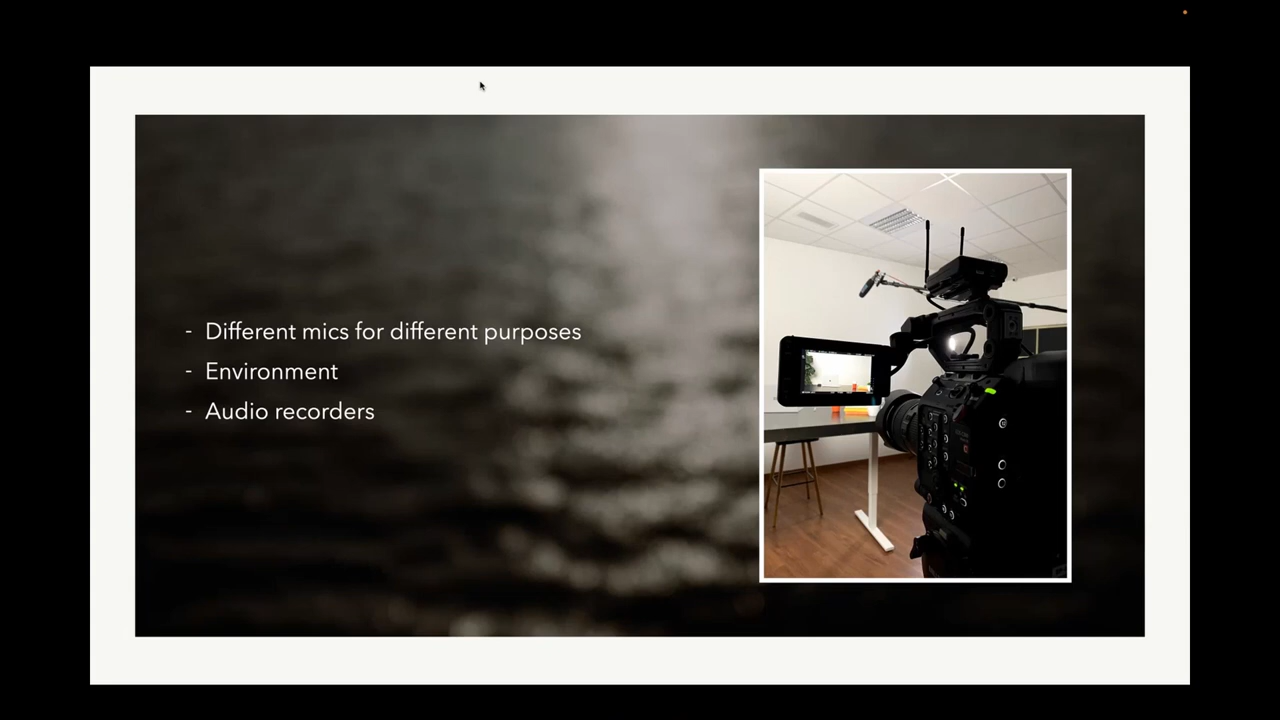 - Different mics for different purposes
- Environment
- Audio recorders